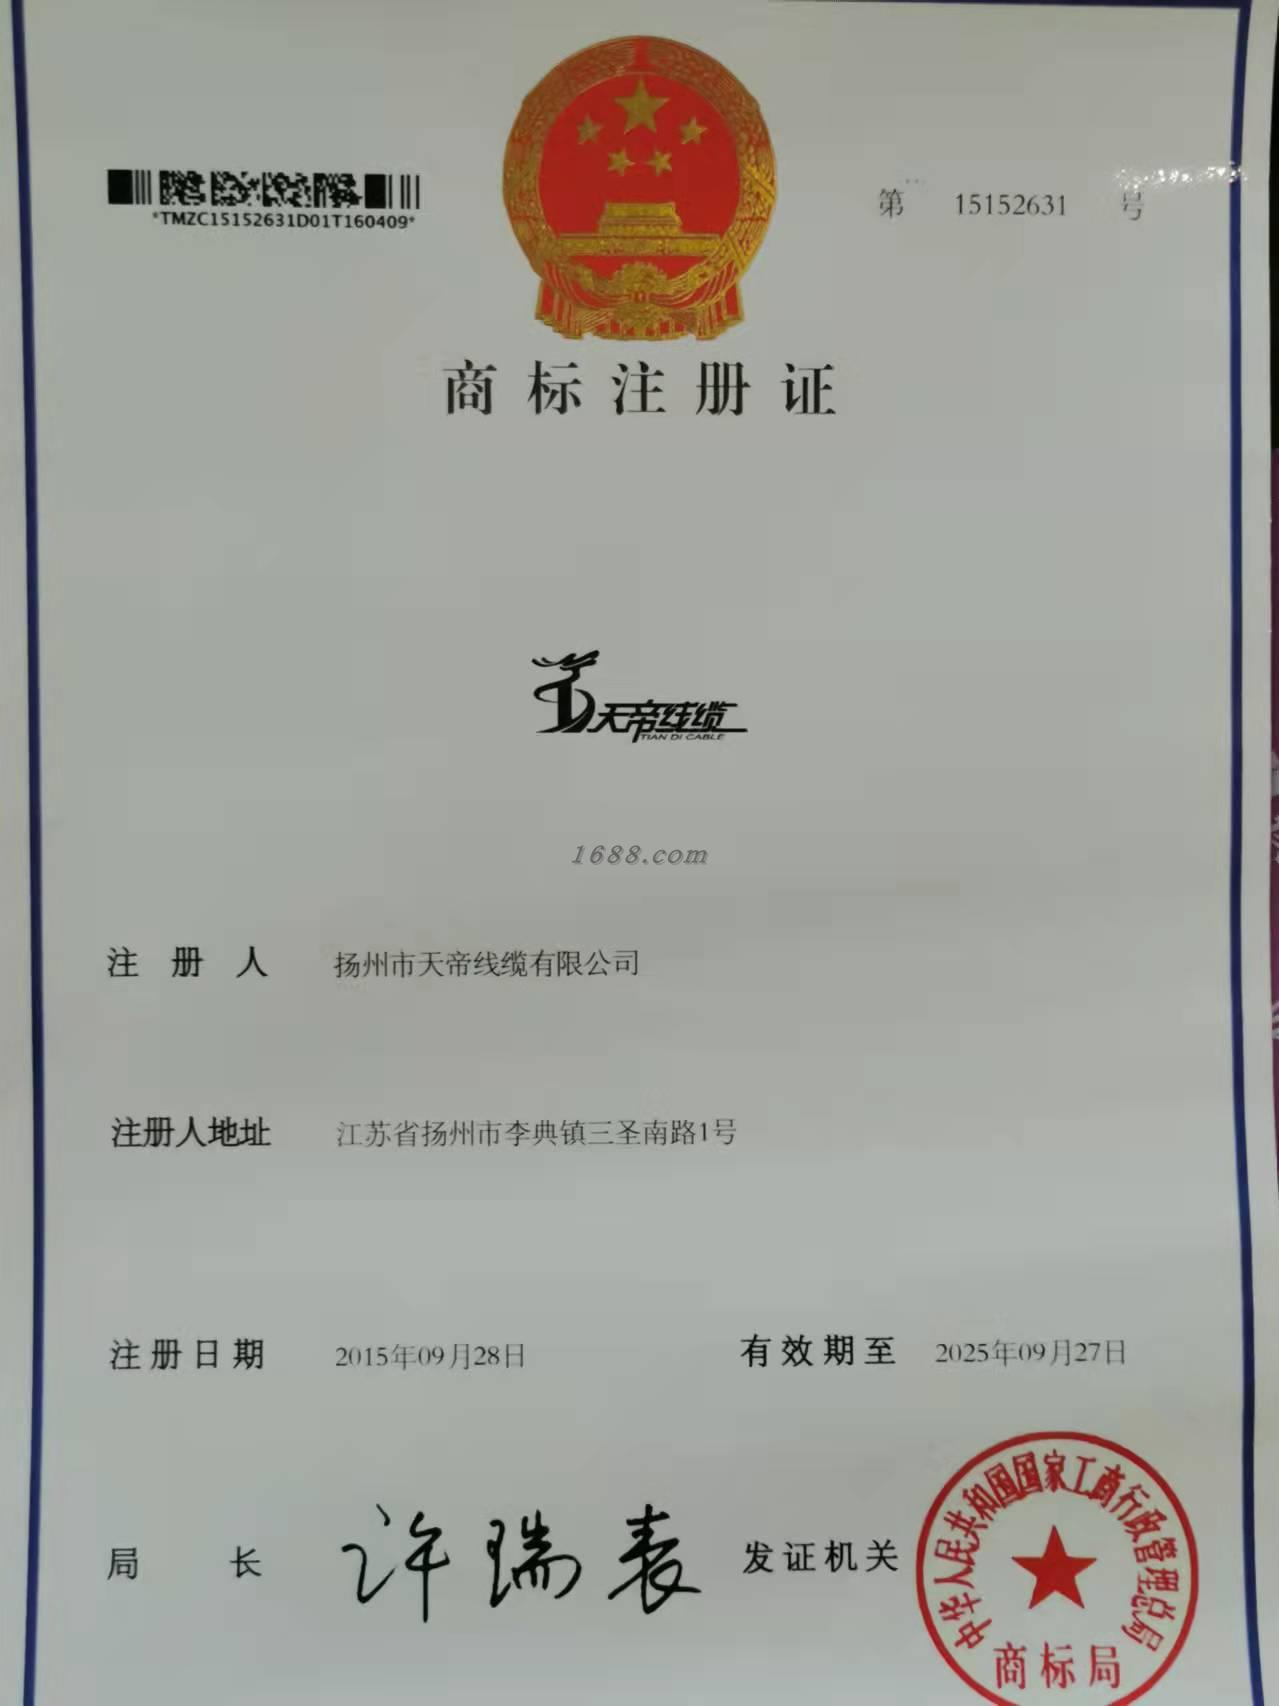 *TMZC15152631D01T160409*
第 15152631 号
商标注册证
天帝线缆
TIAN DI CABLE
1688.com
注册人 扬州市天帝线缆有限公司
注册人地址 江苏省扬州市李典镇三圣南路1号
注册日期 2015年09月28日 有效期至 2025年09月27日
局长 许瑞表 发证机关
中华人民共和国国家工商行政管理总局
商标局